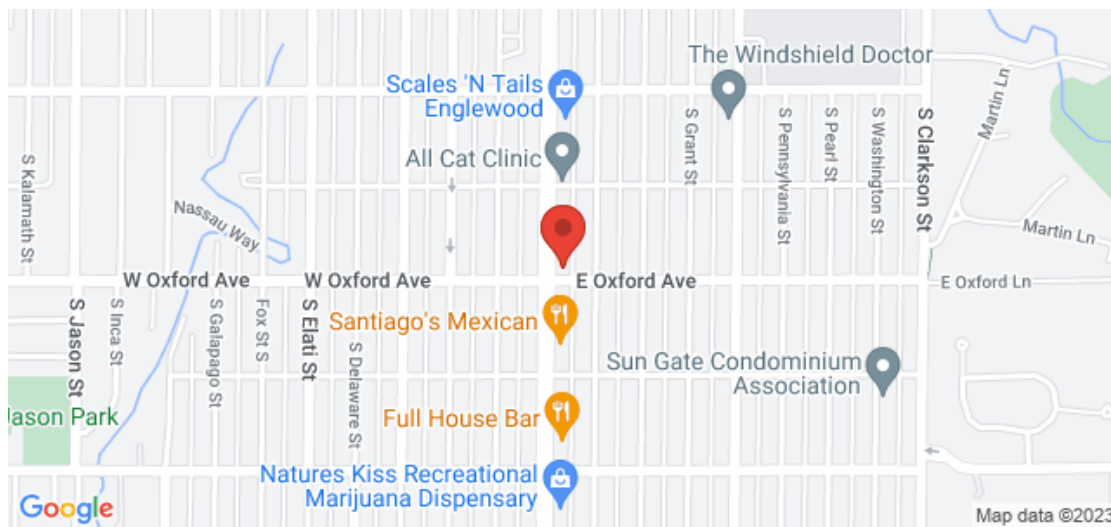 The Windshield Doctor
Scales 'N Tails
Englewood
All Cat Clinic
S Grant St
S Pennsylvania St
S Pearl St
S Washington St
S Clarkson St
Martin Ln
Martin Ln
S Kalamath St
Nassau Way
W Oxford Ave
W Oxford Ave
E Oxford Ave
E Oxford Ln
S Jason St
S Inca St
S Galapago St
Fox St S
S Elati St
S Delaware St
Santiago's Mexican
Sun Gate Condominium
Association
Jason Park
Full House Bar
Natures Kiss Recreational
Marijuana Dispensary
Google
Map data ©2023